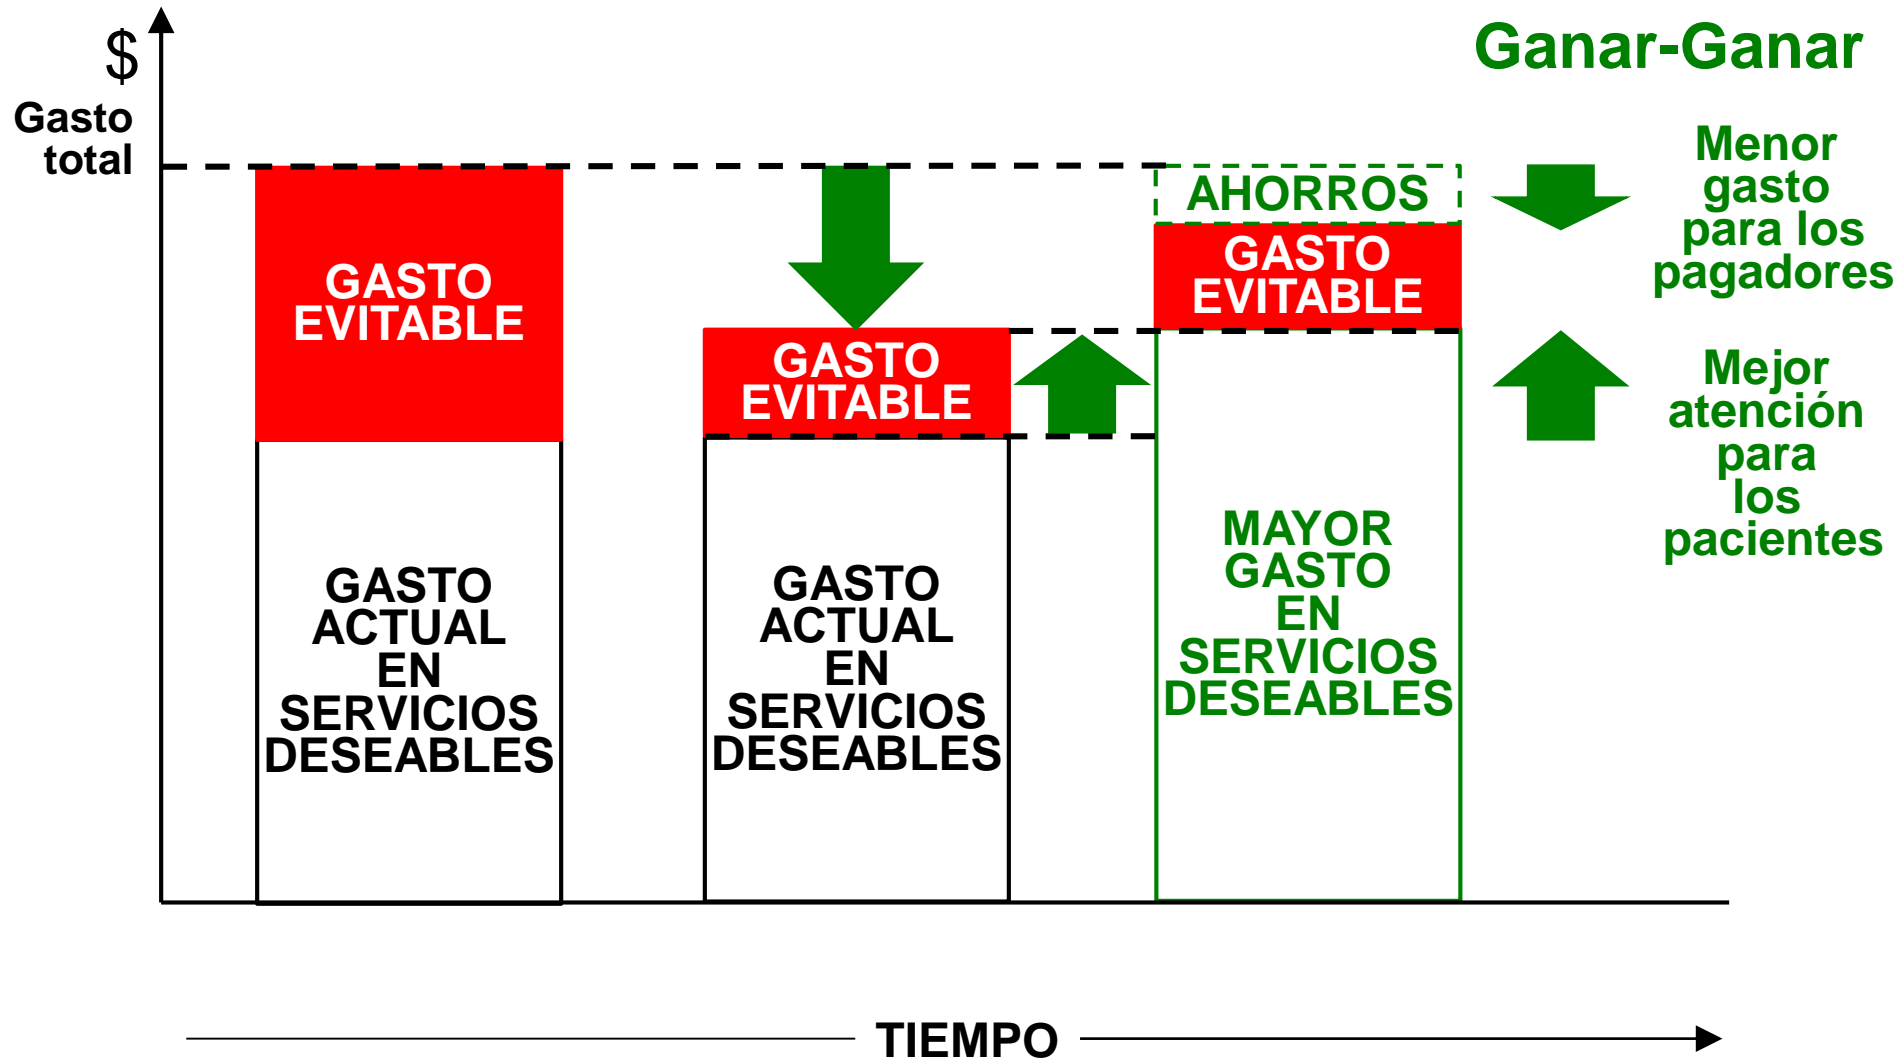 $
Gasto
total
Ganar-Ganar
GASTO
EVITABLE
GASTO
ACTUAL
EN
SERVICIOS
DESEABLES
GASTO
EVITABLE
GASTO
ACTUAL
EN
SERVICIOS
DESEABLES
AHORROS
GASTO
EVITABLE
MAYOR
GASTO
EN
SERVICIOS
DESEABLES
Menor
gasto
para los
pagadores
Mejor
atención
para
los
pacientes
TIEMPO